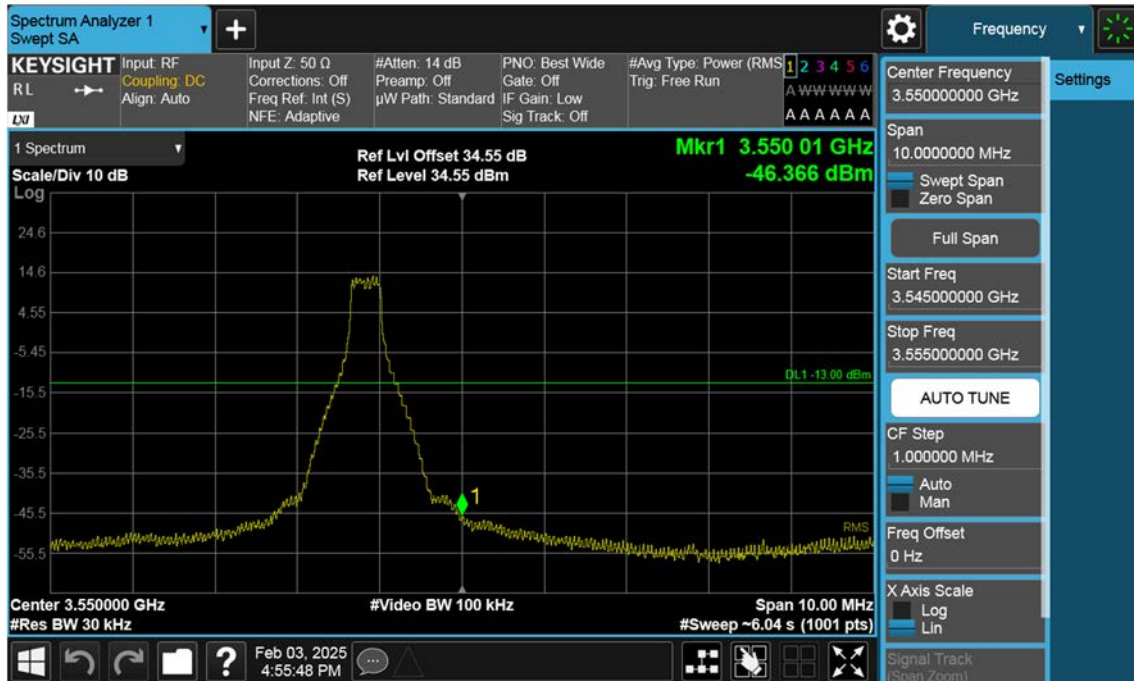 Spectrum Analyzer 1
Swept SA
+
Frequency
KEYSIGHT
RL
LXI
Input: RF
Coupling: DC
Align: Auto
Input Z: 50 Ω
Corrections: Off
Freq Ref: Int (S)
NFE: Adaptive
#Atten: 14 dB
Preamp: Off
µW Path: Standard
PNO: Best Wide
Gate: Off
IF Gain: Low
Sig Track: Off
#Avg Type: Power (RMS
Trig: Free Run
1 2 3 4 5 6
A W W W W W
A A A A A A
1 Spectrum
Scale/Div 10 dB
Ref Lvl Offset 34.55 dB
Ref Level 34.55 dBm
Mkr1 3.550 01 GHz
-46.366 dBm
Log
24.6
14.6
4.55
-5.45
-15.5
-25.5
-35.5
-45.5
-55.5
DL1 -13.00 dBm
1
RMS
Center 3.550000 GHz
#Res BW 30 kHz
#Video BW 100 kHz
Span 10.00 MHz
#Sweep ~6.04 s (1001 pts)
Center Frequency
3.550000000 GHz
Span
10.0000000 MHz
Swept Span
Zero Span
Full Span
Start Freq
3.545000000 GHz
Stop Freq
3.555000000 GHz
AUTO TUNE
CF Step
1.000000 MHz
Auto
Man
Freq Offset
0 Hz
X Axis Scale
Log
Lin
Signal Track
(Span Zoom)
Settings
?
Feb 03, 2025
4:55:48 PM